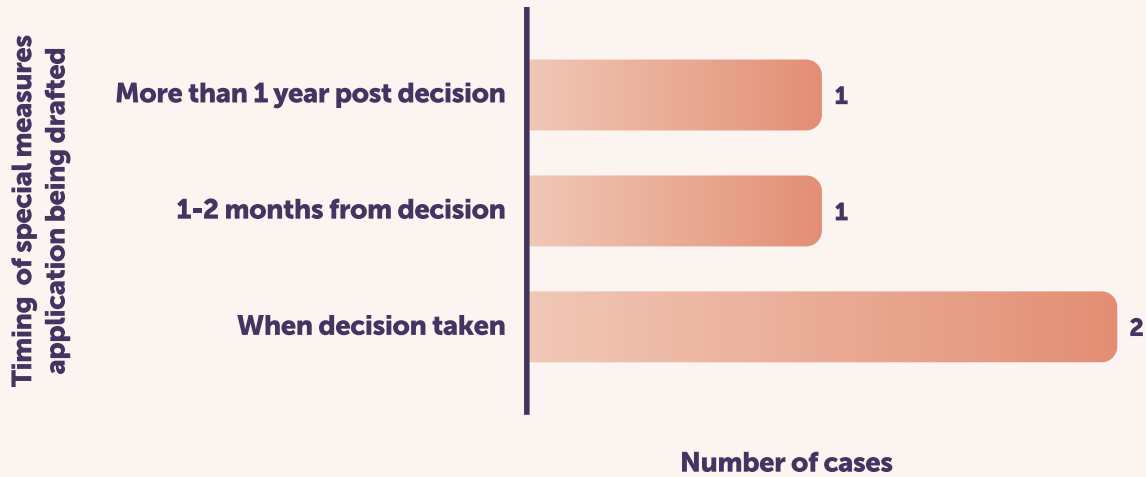 Timing of special measures
application being drafted
More than 1 year post decision
1
1-2 months from decision
1
When decision taken
2
Number of cases